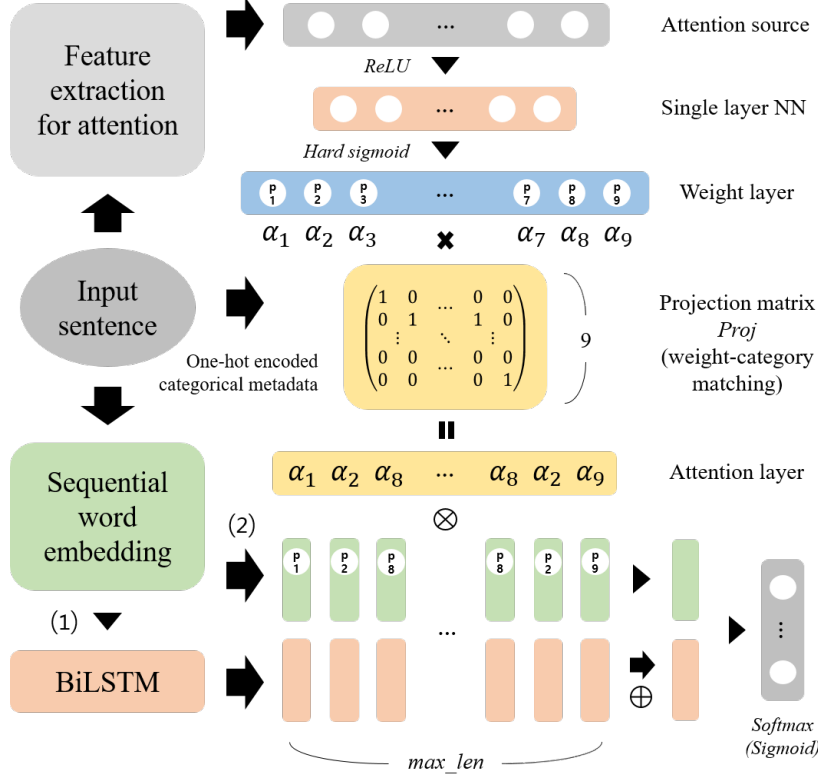 Feature
extraction
for attention
... 
Attention source
ReLU
...
Single layer NN
Hard sigmoid
p1 p2 p3 ... p7 p8 p9
Weight layer
α1 α2 α3 α7 α8 α9
Input
sentence
One-hot encoded
categorical metadata
1 0 ... 0 0
0 1 1 0
⋮ ⋱ ⋮
0 0 0 0
0 0 ... 0 1
9
Projection matrix
Proj
(weight-category
matching)
α1 α2 α8 ... α8 α2 α9
Attention layer
Sequential
word
embedding
(2)
p1 p2 p8 p8 p2 p9
...
(1)
BiLSTM
max_len
⋮
Softmax
(Sigmoid)